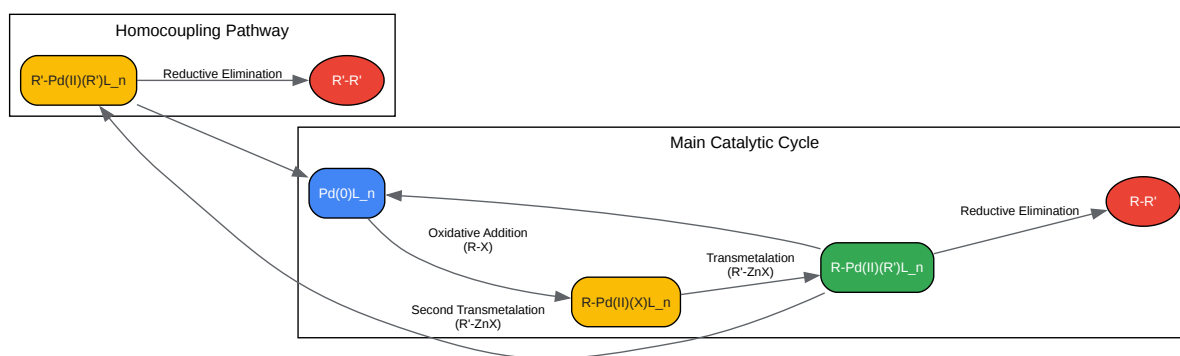 Homocoupling Pathway
R'-Pd(II)(R')L_n
Reductive Elimination
R'-R'
Main Catalytic Cycle
Pd(0)L_n
Oxidative Addition
(R-X)
R-Pd(II)(X)L_n
Transmetalation
(R'-ZnX)
R-Pd(II)(R')L_n
Reductive Elimination
R-R'
Second Transmetalation
(R'-ZnX)